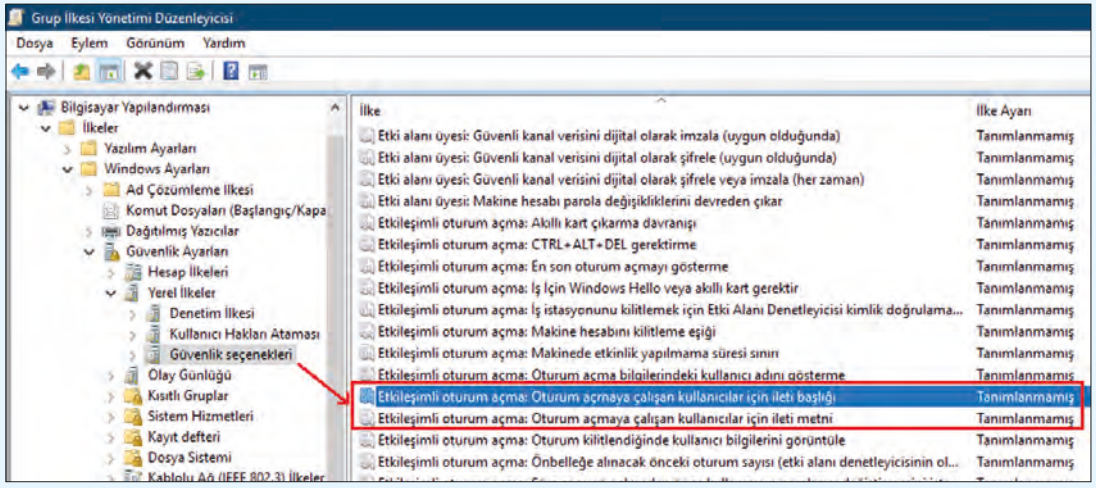 Grup İlkesi Yönetimi Düzenleyicisi
Dosya Eylem Görünüm Yardım
Bilgisayar Yapılandırması
İlkeler
Yazılım Ayarları
Windows Ayarları
Ad Çözümleme İlkesi
Komut Dosyaları (Başlangıç/Kapa
Dağıtılmış Yazıcılar
Güvenlik Ayarları
Hesap İlkeleri
Yerel İlkeler
Denetim İlkesi
Kullanıcı Hakları Ataması
Güvenlik seçenekleri
Olay Günlüğü
Kısıtlı Gruplar
Sistem Hizmetleri
Kayıt defteri
Dosya Sistemi
Kablolu Ağ (IEEE 802.3) İlkeler
İlke İlke Ayarı
Etki alanı üyesi: Güvenli kanal verisini dijital olarak imzala (uygun olduğunda) Tanımlanmamış
Etki alanı üyesi: Güvenli kanal verisini dijital olarak şifrele (uygun olduğunda) Tanımlanmamış
Etki alanı üyesi: Güvenli kanal verisini dijital olarak şifrele veya imzala (her zaman) Tanımlanmamış
Etki alanı üyesi: Makine hesabı parola değişikliklerini devreden çıkar Tanımlanmamış
Etkileşimli oturum açma: Akıllı kart çıkarma davranışı Tanımlanmamış
Etkileşimli oturum açma: CTRL+ALT+DEL gerektirme Tanımlanmamış
Etkileşimli oturum açma: En son oturum açmayı gösterme Tanımlanmamış
Etkileşimli oturum açma: İş İçin Windows Hello veya akıllı kart gerektir Tanımlanmamış
Etkileşimli oturum açma: İş istasyonunu kilitlemek için Etki Alanı Denetleyicisi kimlik doğrulama... Tanımlanmamış
Etkileşimli oturum açma: Makine hesabını kilitleme eşiği Tanımlanmamış
Etkileşimli oturum açma: Makinede etkinlik yapılmama süresi sınırı Tanımlanmamış
Etkileşimli oturum açma: Oturum açma bilgilerindeki kullanıcı adını gösterme Tanımlanmamış
Etkileşimli oturum açma: Oturum açmaya çalışan kullanıcılar için ileti başlığı Tanımlanmamış
Etkileşimli oturum açma: Oturum açmaya çalışan kullanıcılar için ileti metni Tanımlanmamış
Etkileşimli oturum açma: Oturum kilitlendiğinde kullanıcı bilgilerini görüntüle Tanımlanmamış
Etkileşimli oturum açma: Önbelleğe alınacak önceki oturum sayısı (etki alanı denetleyicisinin ol... Tanımlanmamış